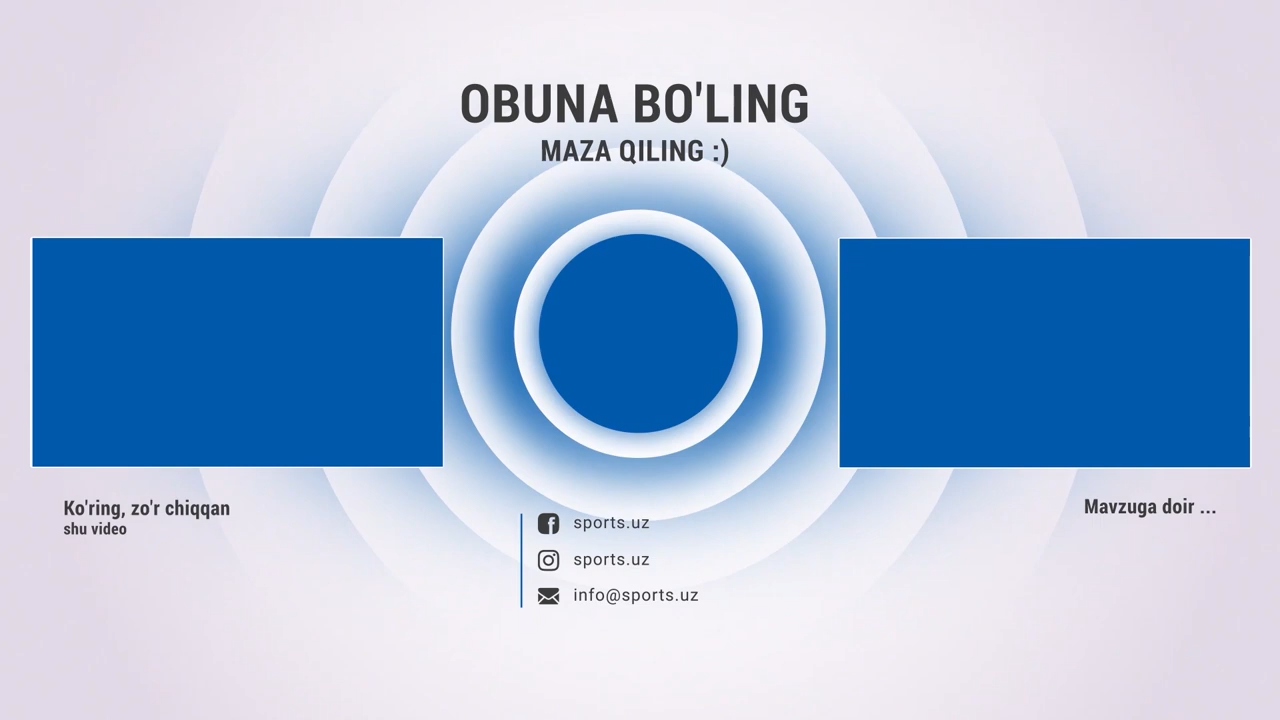 OBUNA BO'LING
MAZA QILING :)
Ko'ring, zo'r chiqqan
shu video
Mavzuga doir ...
sports.uz
sports.uz
info@sports.uz